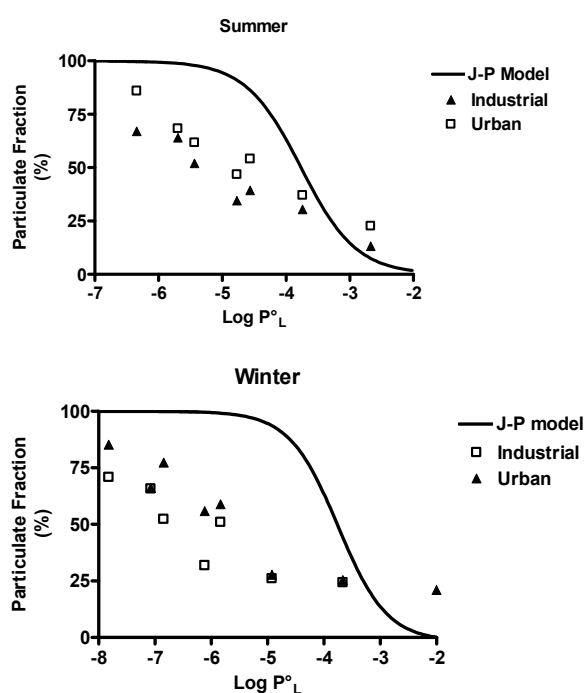 Summer
100
75
50
25
0
Particulate Fraction
(%)
-7 -6 -5 -4 -3 -2
Log P°L
J-P Model
Industrial
Urban
Winter
100
75
50
25
0
Particulate Fraction
(%)
-8 -7 -6 -5 -4 -3 -2
Log P°L
J-P model
Industrial
Urban